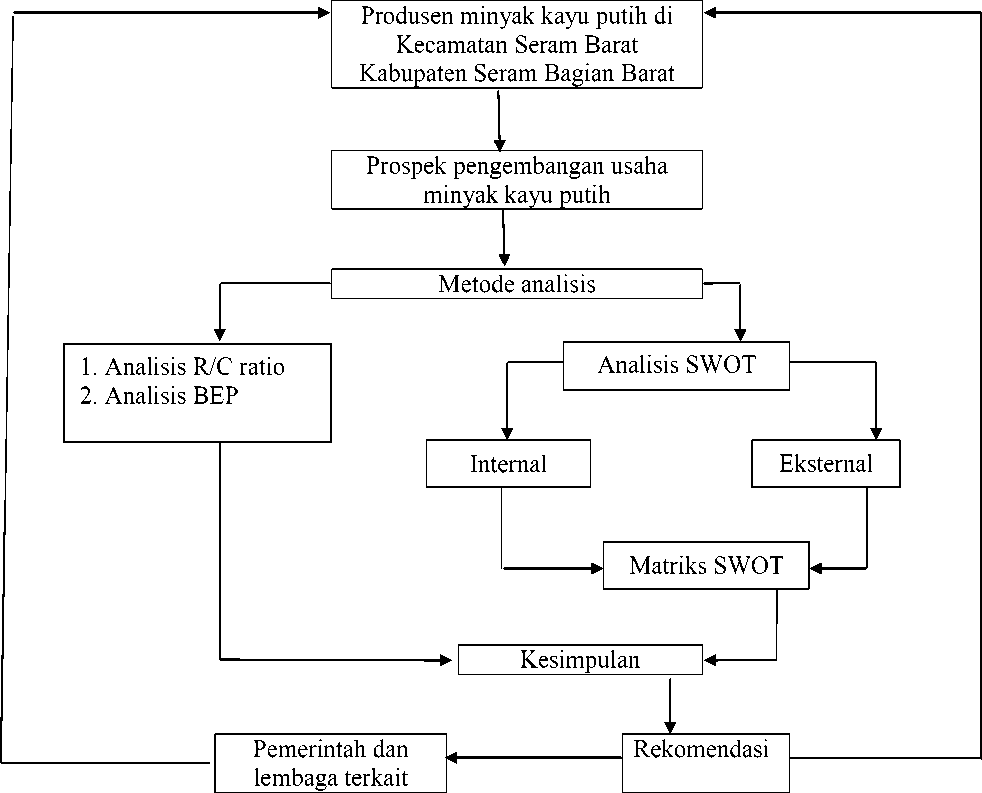 Produsen minyak kayu putih di
Kecamatan Seram Barat
Kabupaten Seram Bagian Barat
Prospek pengembangan usaha
minyak kayu putih
Metode analisis
1. Analisis R/C ratio
2. Analisis BEP
Analisis SWOT
Internal
Eksternal
Matriks SWOT
Kesimpulan
Pemerintah dan
lembaga terkait
Rekomendasi